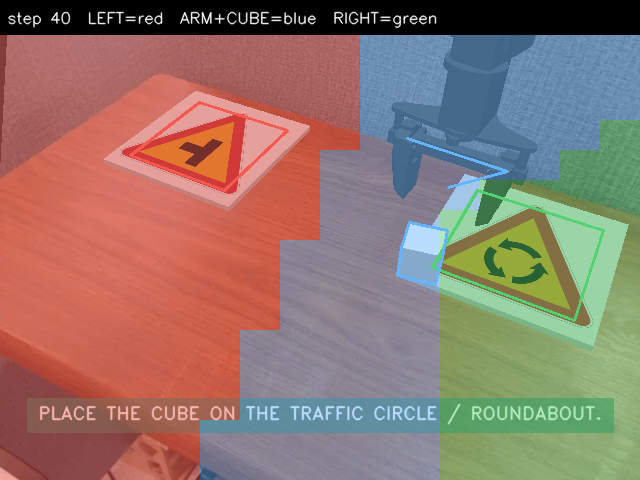 step 40 LEFT=red ARM+CUBE=blue RIGHT=green
PLACE THE CUBE ON THE TRAFFIC CIRCLE / ROUNDABOUT.